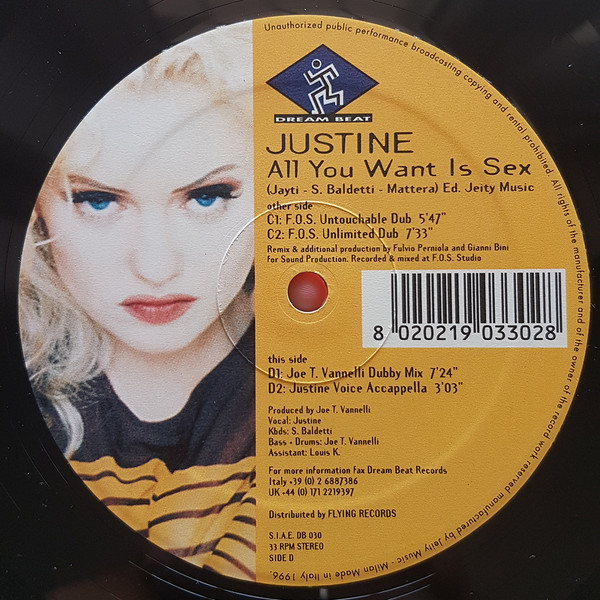 Unauthorized public performance broadcasting copying and rental prohibited. All rights of the manufacturer and of the owner of the record work reserved manufactured by Jeity Music - Milan Made in Italy 1996.
DREAM BEAT
JUSTINE
All You Want Is Sex
(Jayti - S. Baldetti - Mattera) Ed. Jeity Music
other side
C1: F.O.S. Untouchable Dub 5'47"
C2: F.O.S. Unlimited Dub 7'33"
Remix & additional production by Fulvio Perniola and Gianni Bini
for Sound Production. Recorded & mixed at F.O.S. Studio
8 020219 033028
this side
D1: Joe T. Vannelli Dubby Mix 7'24"
D2: Justine Voice Accappella 3'03"
Produced by Joe T. Vannelli
Vocal: Justine
Kbds: S. Baldetti
Bass - Drums: Joe T. Vannelli
Assistant: Louis K.
For more information fax Dream Beat Records
Italy +39 (0) 2 6887386
UK +44 (0) 171 2219397
Distribuited by FLYING RECORDS
S.I.A.E. DB 030
33 RPM STEREO
SIDE D